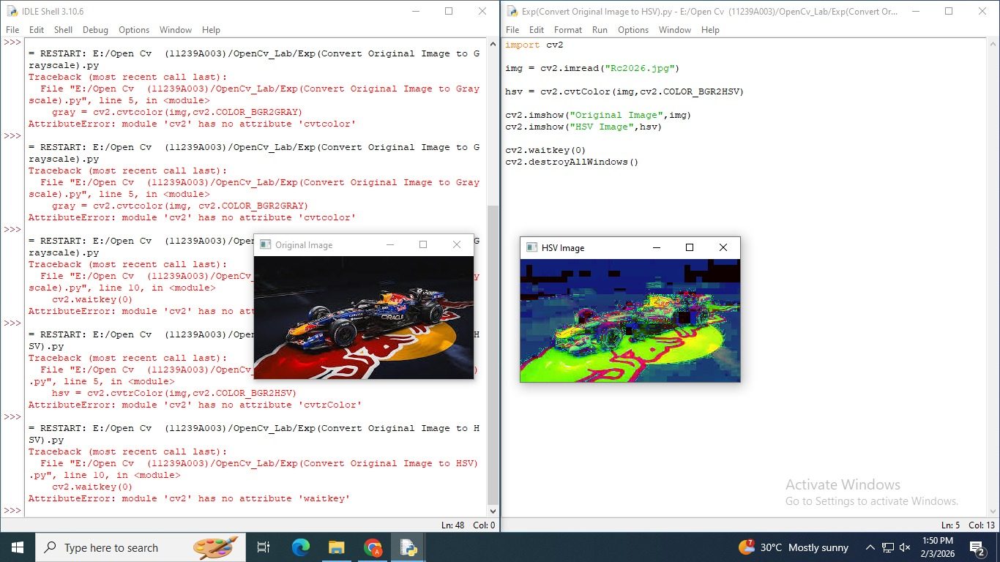 IDLE Shell 3.10.6
File Edit Shell Debug Options Window Help
>>>
= RESTART: E:/Open Cv  (11239A003)/OpenCv_Lab/Exp(Convert Original Image to G
rayscale).py
Traceback (most recent call last):
  File "E:/Open Cv  (11239A003)/OpenCv_Lab/Exp(Convert Original Image to Gray
scale).py", line 5, in <module>
    gray = cv2.cvtcolor(img,cv2.COLOR_BGR2GRAY)
AttributeError: module 'cv2' has no attribute 'cvtcolor'
>>>
= RESTART: E:/Open Cv  (11239A003)/OpenCv_Lab/Exp(Convert Original Image to G
rayscale).py
Traceback (most recent call last):
  File "E:/Open Cv  (11239A003)/OpenCv_Lab/Exp(Convert Original Image to Gray
scale).py", line 5, in <module>
    gray = cv2.cvtcolor(img, cv2.COLOR_BGR2GRAY)
AttributeError: module 'cv2' has no attribute 'cvtcolor'
>>>
= RESTART: E:/Open Cv  (11239A003)/Ope G
rayscale).py
Traceback (most recent call last):
  File "E:/Open Cv  (11239A003)/OpenCv y
scale).py", line 10, in <module>
    cv2.waitkey(0)
AttributeError: module 'cv2' has no at
>>>
= RESTART: E:/Open Cv  (11239A003)/Ope H
SV).py
Traceback (most recent call last):
  File "E:/Open Cv  (11239A003)/OpenCv )
.py", line 5, in <module>
    hsv = cv2.cvtrColor(img,cv2.COLOR_BGR2HSV)
AttributeError: module 'cv2' has no attribute 'cvtrColor'
>>>
= RESTART: E:/Open Cv  (11239A003)/OpenCv_Lab/Exp(Convert Original Image to H
SV).py
Traceback (most recent call last):
  File "E:/Open Cv  (11239A003)/OpenCv_Lab/Exp(Convert Original Image to HSV)
.py", line 10, in <module>
    cv2.waitkey(0)
AttributeError: module 'cv2' has no attribute 'waitkey'
>>>
Ln: 48 Col: 0
Original Image
ORACLE
Exp(Convert Original Image to HSV).py - E:/Open Cv  (11239A003)/OpenCv_Lab/Exp(Convert Or...
File Edit Format Run Options Window Help
import cv2
img = cv2.imread("Rc2026.jpg")
hsv = cv2.cvtColor(img,cv2.COLOR_BGR2HSV)
cv2.imshow("Original Image",img)
cv2.imshow("HSV Image",hsv)
cv2.waitkey(0)
cv2.destroyAllWindows()
HSV Image
Activate Windows
Go to Settings to activate Windows.
Ln: 5 Col: 13
Type here to search
7
30°C Mostly sunny
1:50 PM
2/3/2026
2